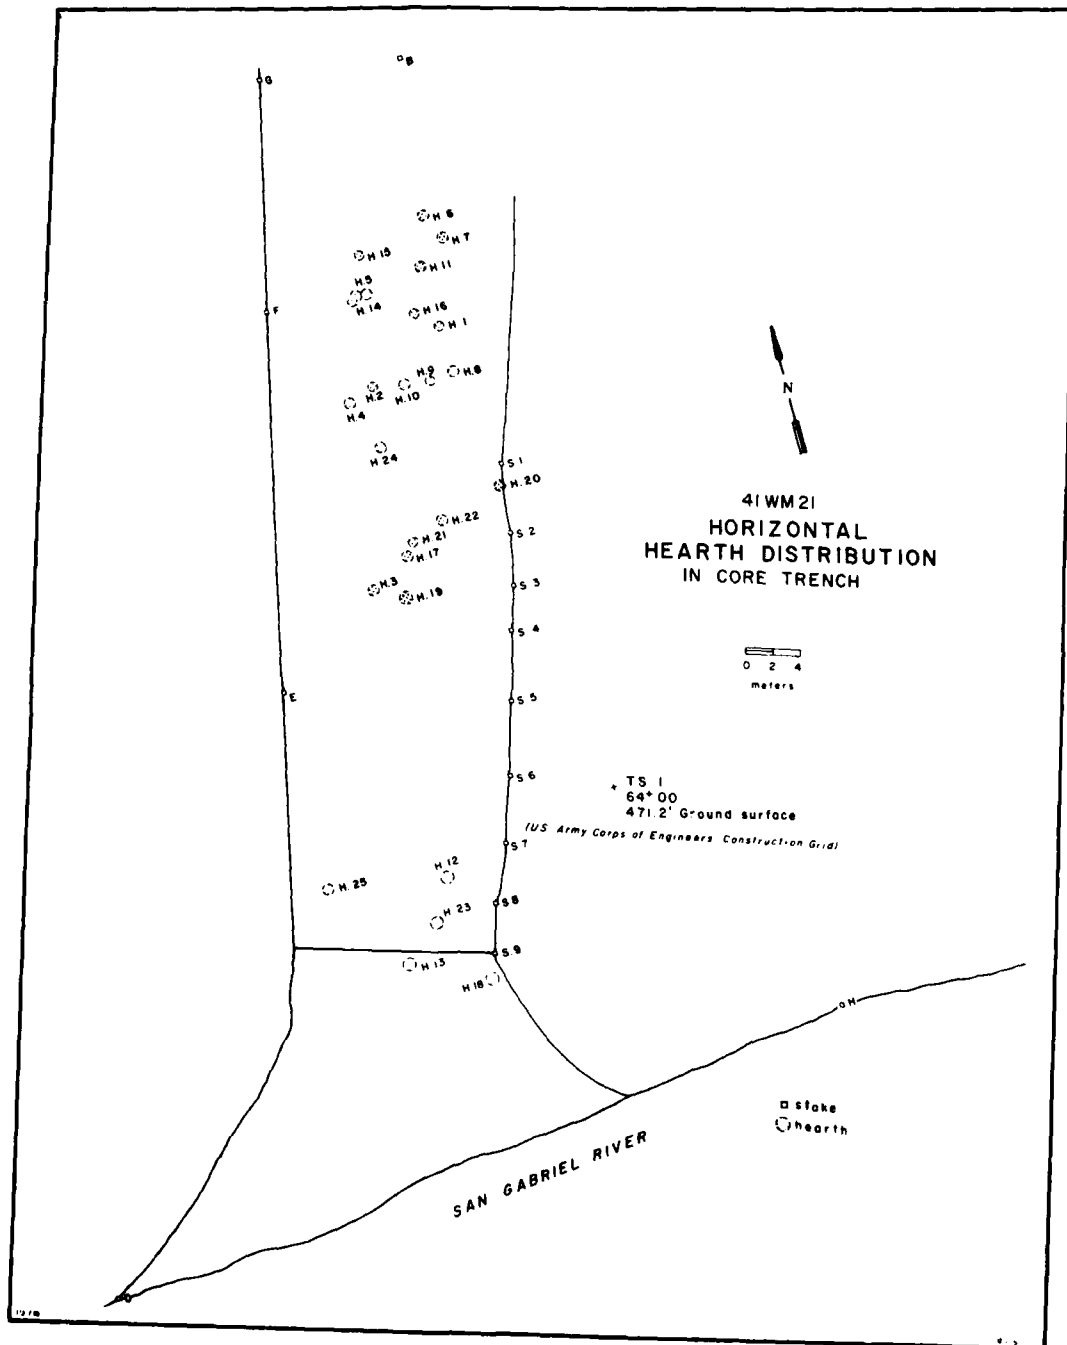 B
G
H.6
H.7
H.15
H.11
H.5
H.14
F
H.16
H.1
H.9
H.8
H.2
H.10
H.4
N
H.24
S 1
H.20
41WM21
H.22
S 2
HORIZONTAL
H.21
H.17
HEARTH DISTRIBUTION
IN CORE TRENCH
H.3
H.19
S 3
S 4
0 2 4
meters
E
S 5
S 6
TS 1
64+00
471.2' Ground surface
(US Army Corps of Engineers Construction Grid)
S 7
H.12
H.25
S8
H 23
S.9
H.13
H.18
H
stake
hearth
SAN GABRIEL RIVER